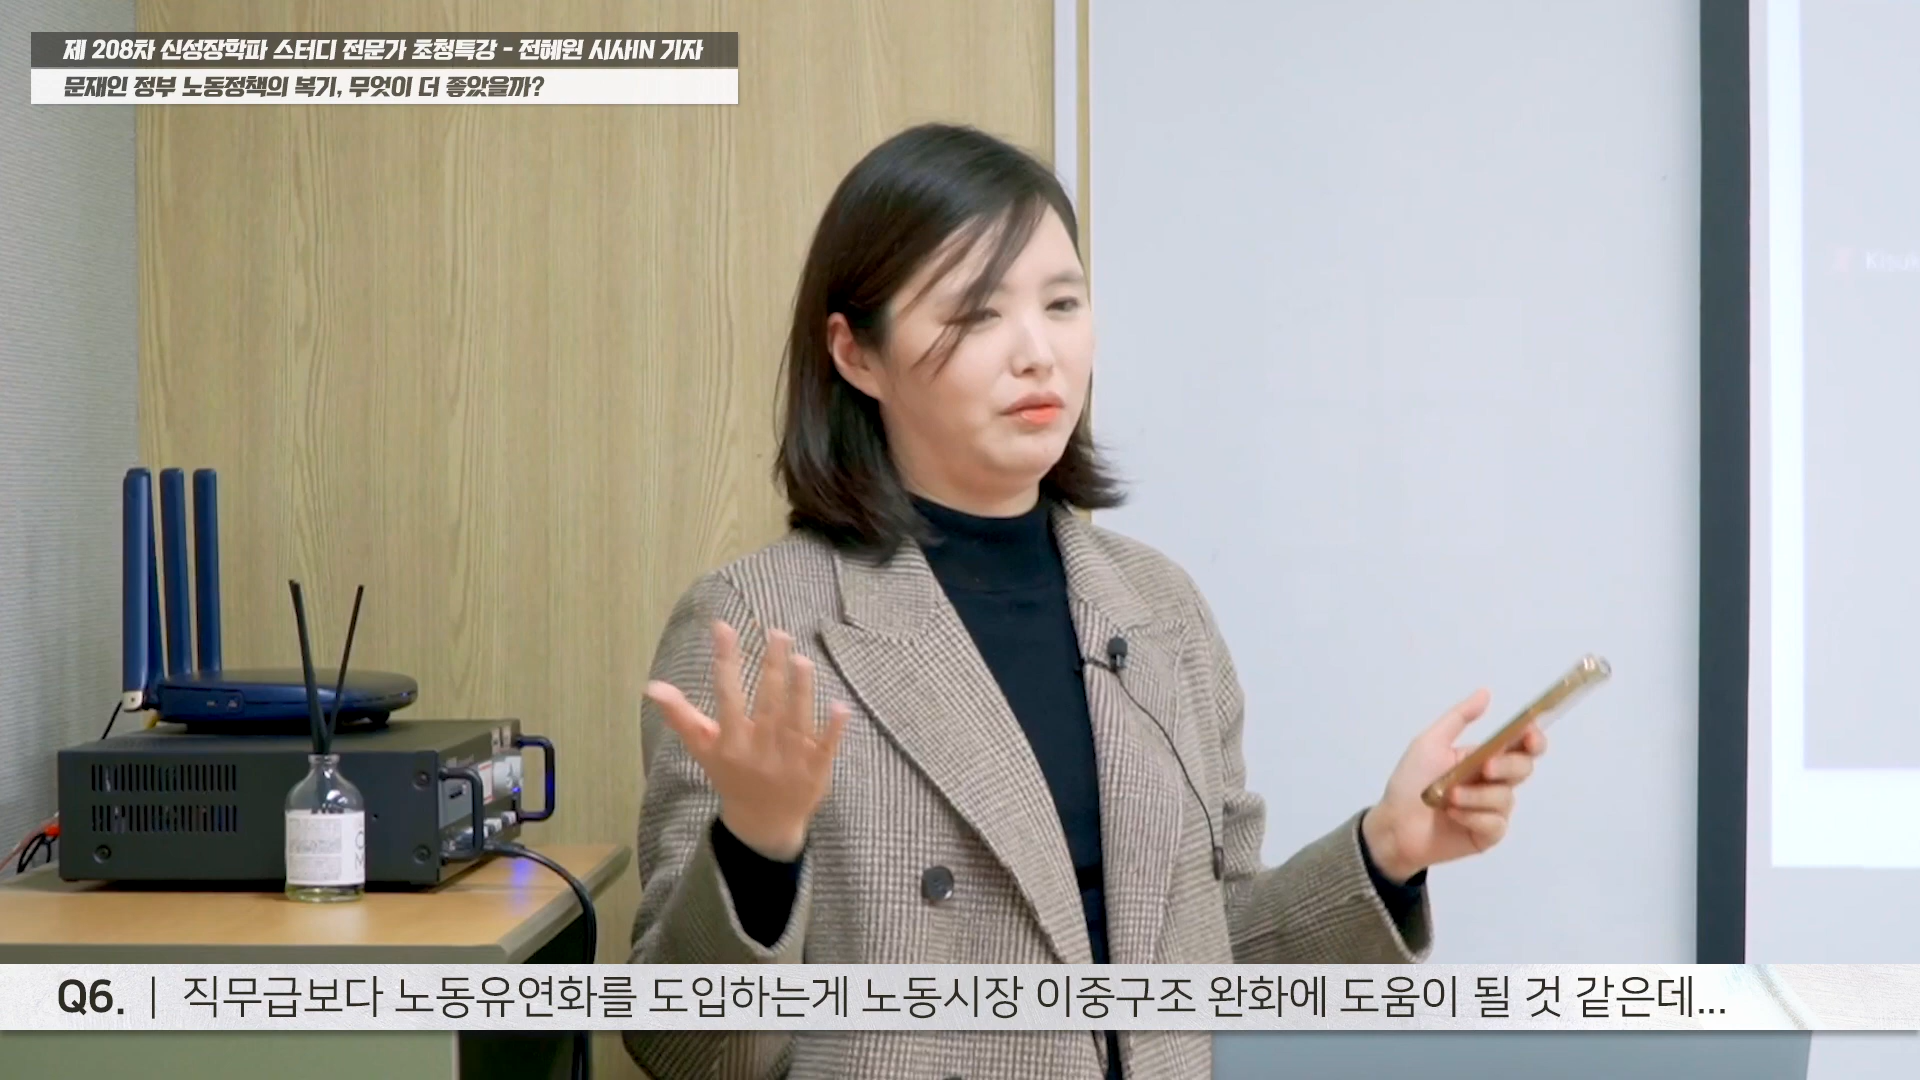 제 208차 신성장학파 스터디 전문가 초청특강 - 전혜원 시사IN 기자
문재인 정부 노동정책의 복기, 무엇이 더 좋았을까?
Q6. | 직무급보다 노동유연화를 도입하는게 노동시장 이중구조 완화에 도움이 될 것 같은데...